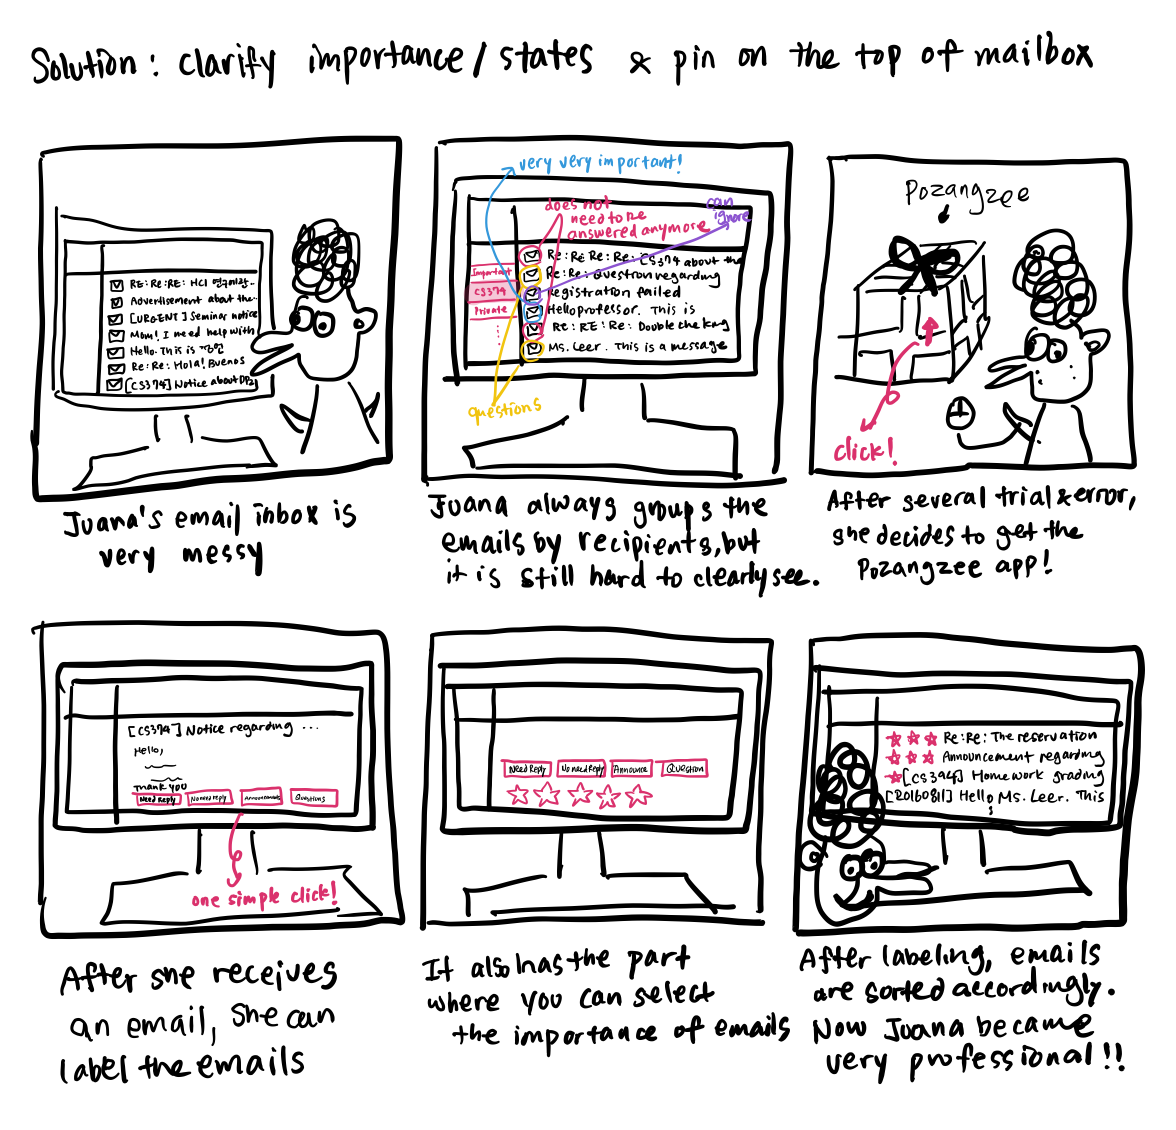 Solution: clarify importance/states & pin on the top of mailbox
Re: Re: RE: HCI 연구미팅..
Advertisement about the..
[URGENT] Seminar notice
Mom! I need help with
Hello. This is
Re: Re: Hola! Buenos
[CS374] Notice about DP3
Juana's email inbox is
very messy
very very important!
does not
need to be
answered anymore
can
ignore
Important
CS374
Private
Re: Re: Re: Re: CS374 about the
Re: Re: Question regarding
Registration failed
Hello professor. This is
Re: RE: Re: Double checking
Ms. Leer. This is a message
questions
Juana always groups the
emails by recipients, but
it is still hard to clearly see.
Pozangzee
click!
After several trial & error,
she decides to get the
Pozangzee app!
[CS374] Notice regarding ...
Hello,
Thank you
Need Reply
No need Reply
Announcement
Questions
one simple click!
After she receives
an email, she can
label the emails
Need Reply
No need Reply
Announce
Question
It also has the part
where you can select
the importance of emails
Re: Re: The reservation
Announcement regarding
[CS394] Homework grading
[20160811] Hello Ms. Leer. This
After labeling, emails
are sorted accordingly.
Now Juana became
very professional!!